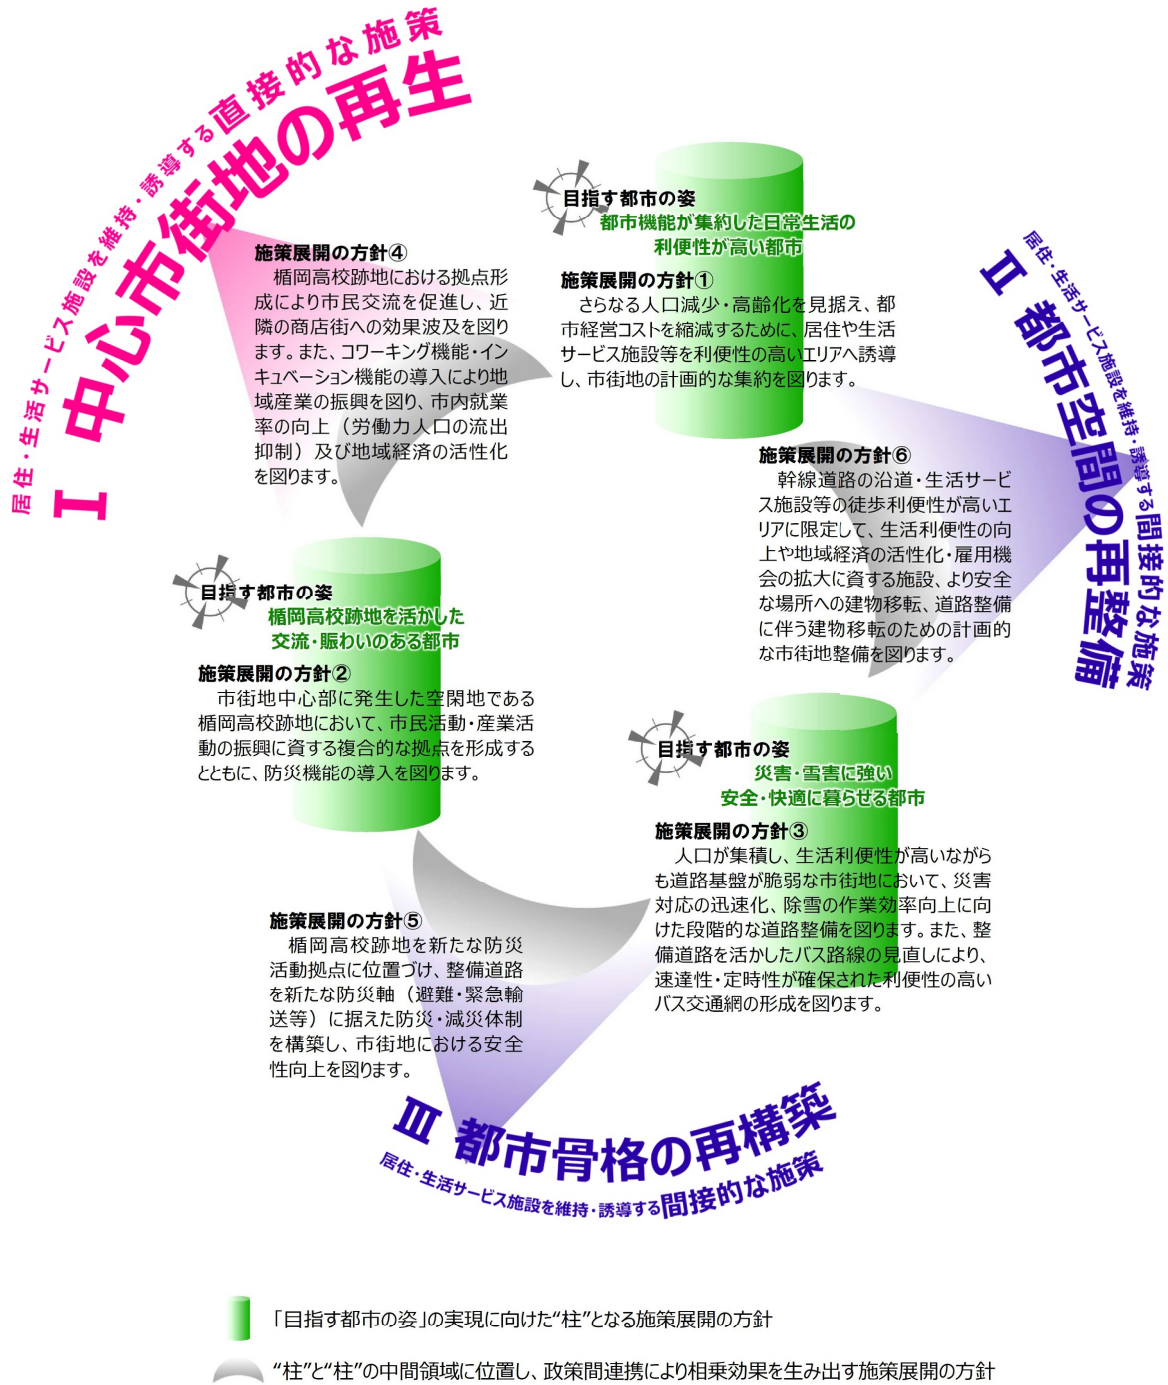 居住・生活サービス施設を維持・誘導する直接的な施策
Ⅰ 中心市街地の再生
目指す都市の姿
都市機能が集約した日常生活の
利便性が高い都市
施策展開の方針①
さらなる人口減少・高齢化を見据え、都
市経営コストを縮減するために、居住や生活
サービス施設等を利便性の高いエリアへ誘導
し、市街地の計画的な集約を図ります。
施策展開の方針④
楯岡高校跡地における拠点形
成により市民交流を促進し、近
隣の商店街への効果波及を図り
ます。また、コワーキング機能・イン
キュベーション機能の導入により地
域産業の振興を図り、市内就業
率の向上（労働力人口の流出
抑制）及び地域経済の活性化
を図ります。
居住・生活サービス施設を維持・誘導する間接的な施策
Ⅱ 都市空間の再整備
施策展開の方針⑥
幹線道路の沿道・生活サービ
ス施設等の徒歩利便性が高いエ
リアに限定して、生活利便性の向
上や地域経済の活性化・雇用機
会の拡大に資する施設、より安全
な場所への建物移転、道路整備
に伴う建物移転のための計画的
な市街地整備を図ります。
目指す都市の姿
楯岡高校跡地を活かした
交流・賑わいのある都市
施策展開の方針②
市街地中心部に発生した空閑地である
楯岡高校跡地において、市民活動・産業活
動の振興に資する複合的な拠点を形成する
とともに、防災機能の導入を図ります。
目指す都市の姿
災害・雪害に強い
安全・快適に暮らせる都市
施策展開の方針③
人口が集積し、生活利便性が高いながら
も道路基盤が脆弱な市街地において、災害
対応の迅速化、除雪の作業効率向上に向
けた段階的な道路整備を図ります。また、整
備道路を活かしたバス路線の見直しにより、
速達性・定時性が確保された利便性の高い
バス交通網の形成を図ります。
施策展開の方針⑤
楯岡高校跡地を新たな防災
活動拠点に位置づけ、整備道路
を新たな防災軸（避難・緊急輸
送等）に据えた防災・減災体制
を構築し、市街地における安全
性向上を図ります。
Ⅲ 都市骨格の再構築
居住・生活サービス施設を維持・誘導する間接的な施策
「目指す都市の姿」の実現に向けた“柱”となる施策展開の方針
“柱”と“柱”の中間領域に位置し、政策間連携により相乗効果を生み出す施策展開の方針